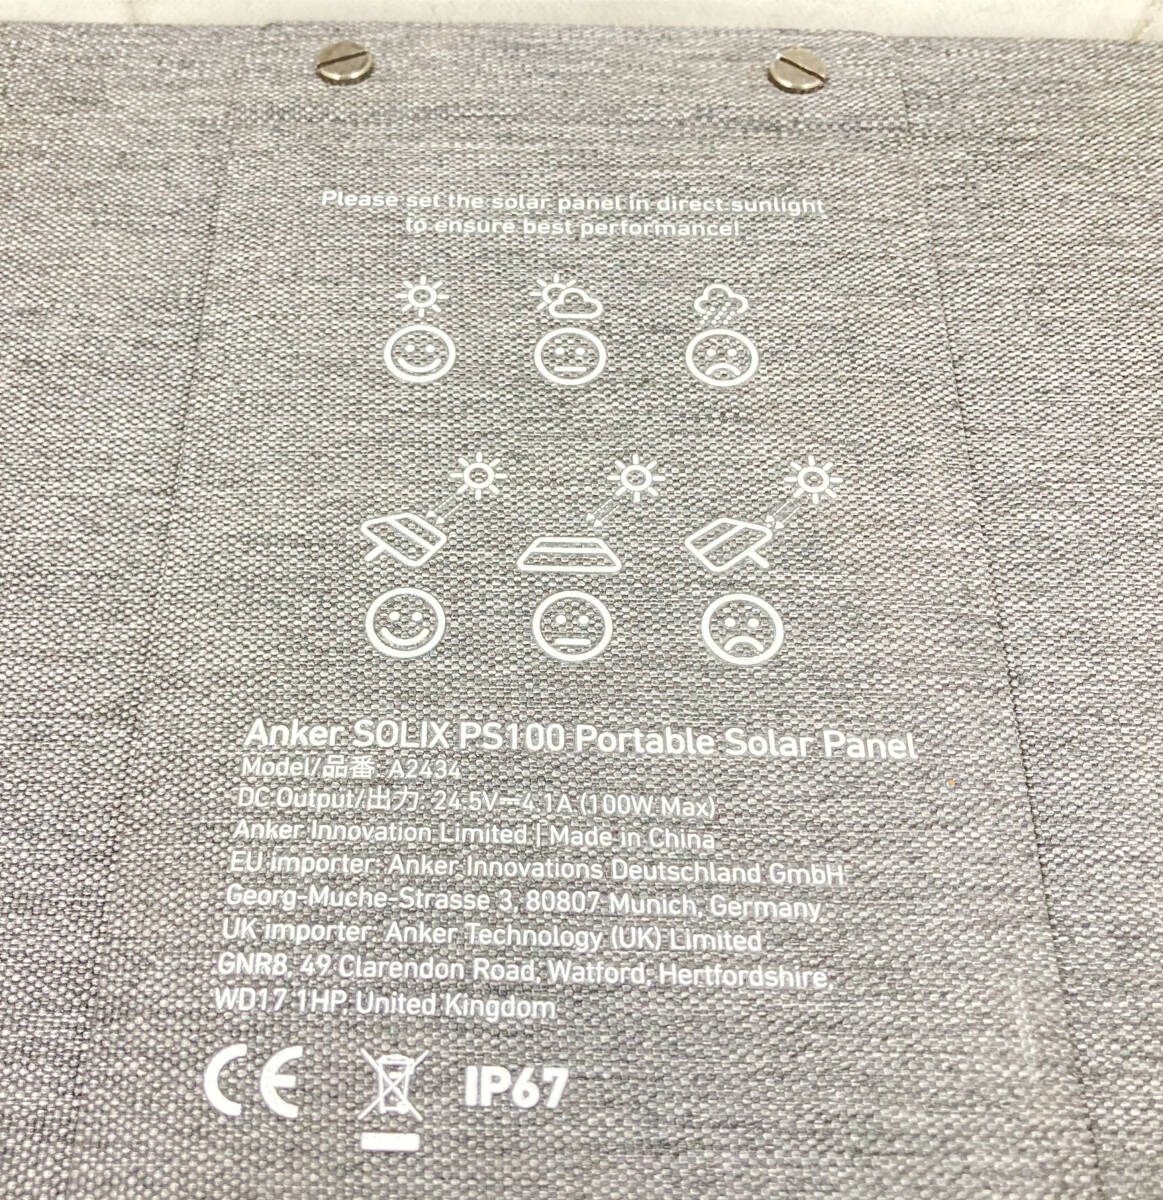 Please set the solar panel in direct sunlight
to ensure best performance!
Anker SOLIX PS100 Portable Solar Panel
Model/品番: A2434
DC Output/出力: 24.5V⎓4.1A (100W Max)
Anker Innovation Limited | Made in China
EU importer: Anker Innovations Deutschland GmbH
Georg-Muche-Strasse 3, 80807 Munich, Germany
UK importer: Anker Technology (UK) Limited
GNR8, 49 Clarendon Road, Watford, Hertfordshire,
WD17 1HP, United Kingdom
CE IP67